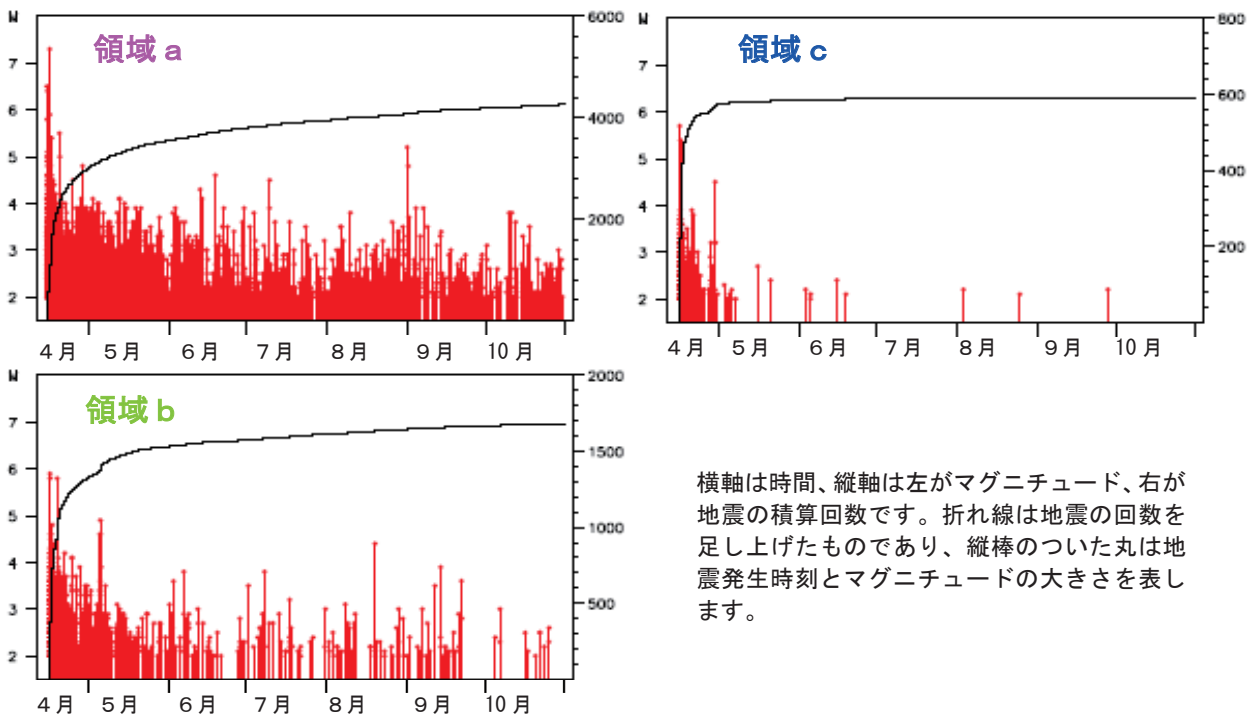 M
領域 a
6000
7
6
4000
5
4
2000
3
2
4月 5月 6月 7月 8月 9月 10月
M
領域 c
800
7
6
600
5
400
4
3
200
2
4月 5月 6月 7月 8月 9月 10月
M
領域 b
2000
7
1500
6
5
1000
4
3
500
2
4月 5月 6月 7月 8月 9月 10月
横軸は時間、縦軸は左がマグニチュード、右が
地震の積算回数です。折れ線は地震の回数を
足し上げたものであり、縦棒のついた丸は地
震発生時刻とマグニチュードの大きさを表し
ます。